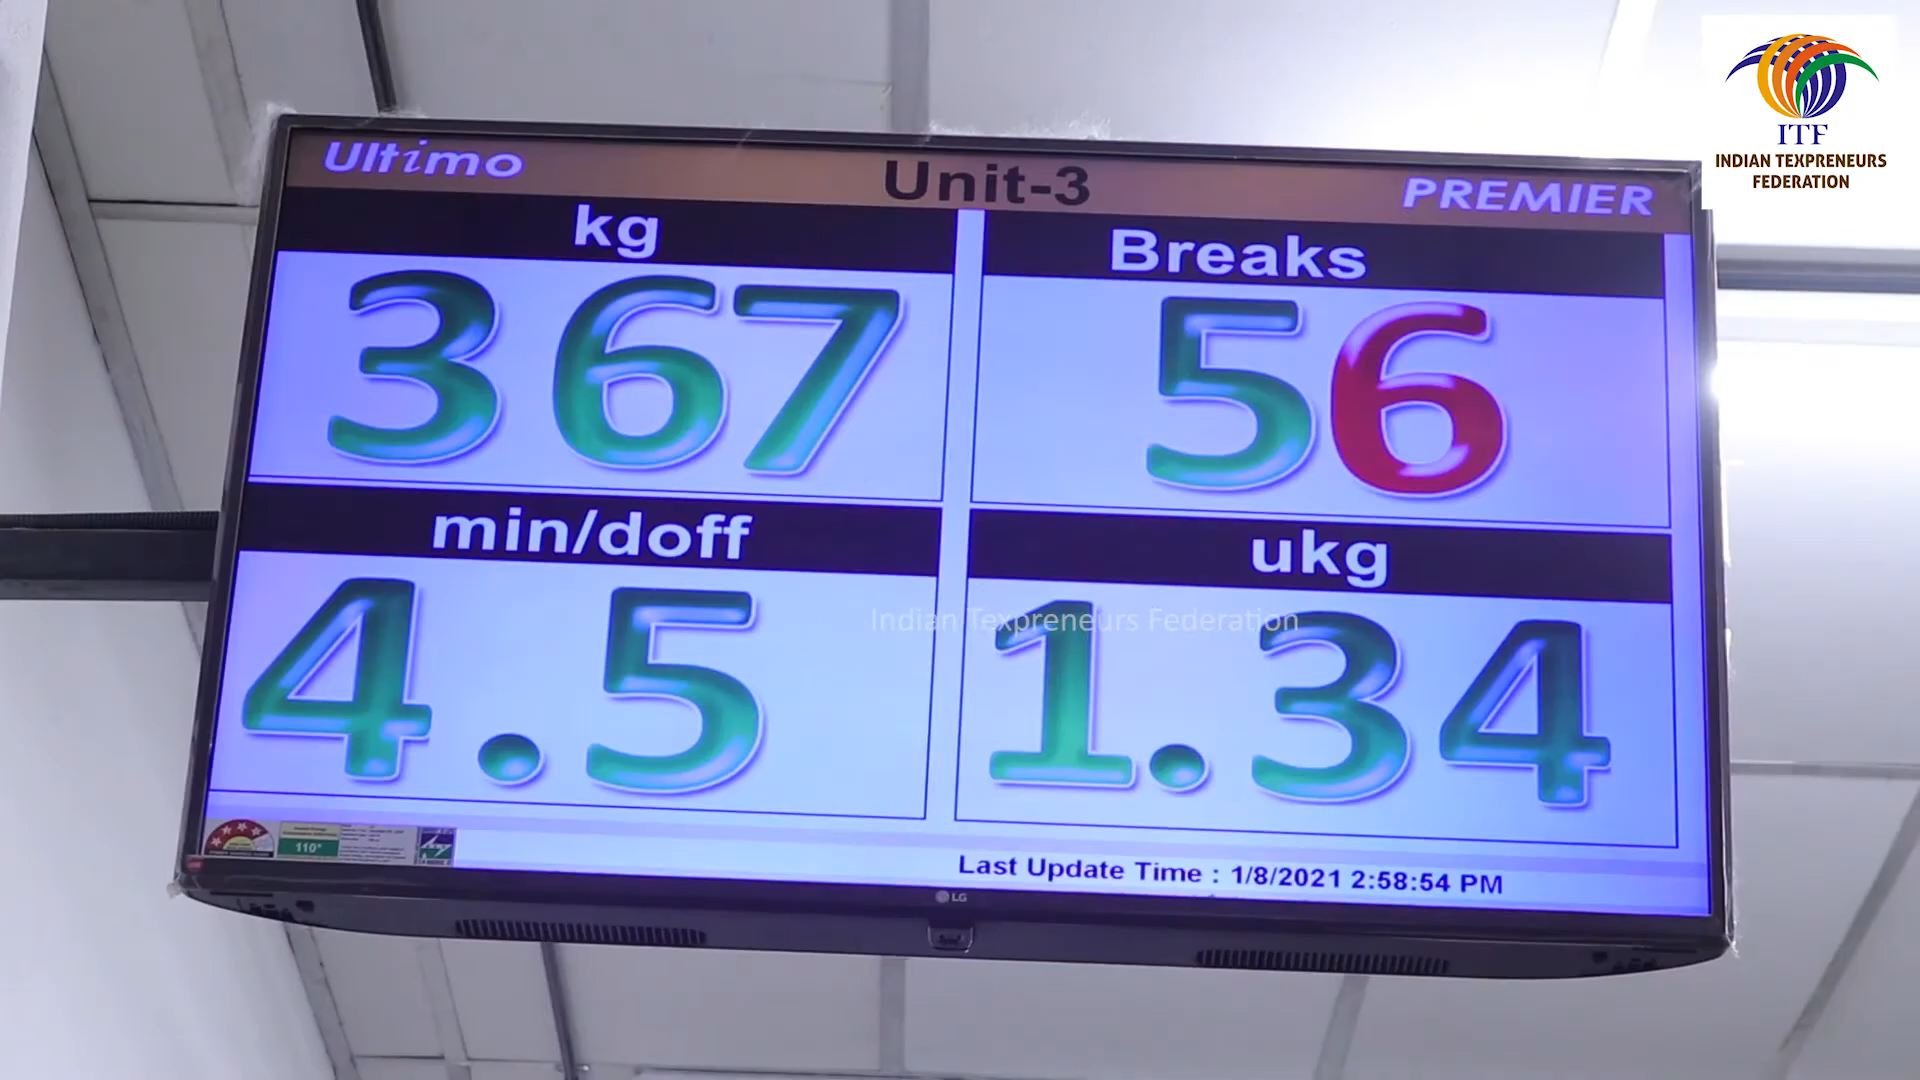 ITF
INDIAN TEXPRENEURS
FEDERATION
Ultimo
Unit-3
PREMIER
kg
Breaks
367
56
min/doff
ukg
4.5
1.34
Indian Texpreneurs Federation
110*
Last Update Time : 1/8/2021 2:58:54 PM
LG